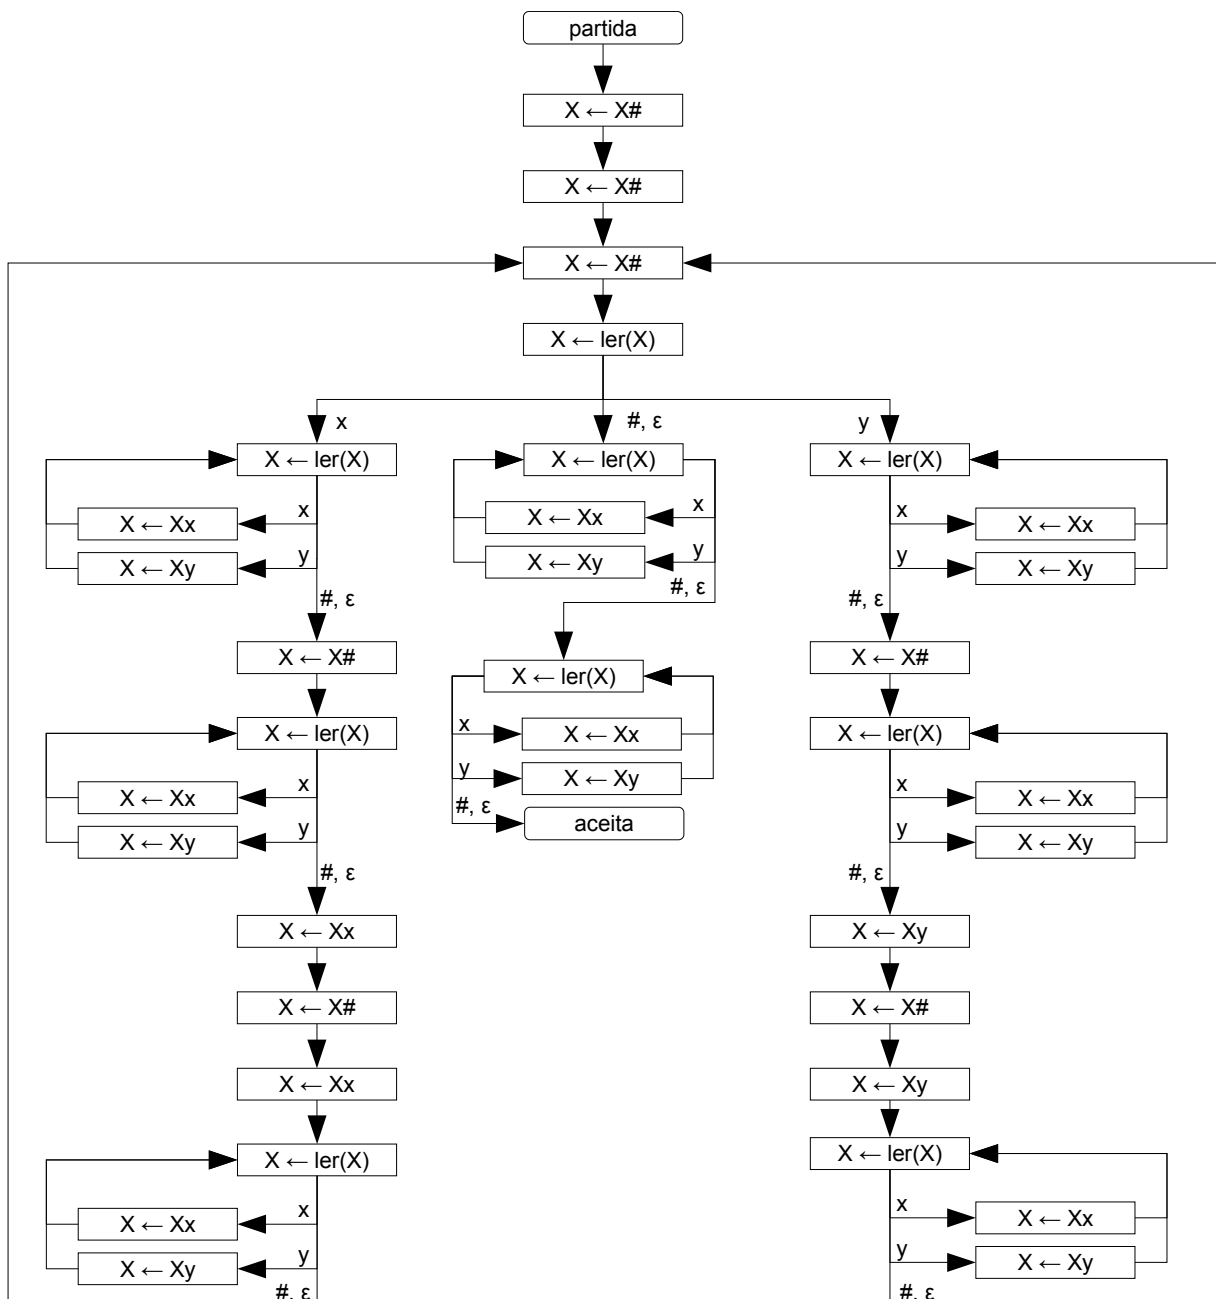 partida
X ← X#
X ← X#
X ← X#
X ← ler(X)
x
#, ε
y
X ← ler(X)
X ← ler(X)
X ← ler(X)
x
X ← Xx
y
X ← Xy
#, ε
x
X ← Xx
y
X ← Xy
#, ε
x
X ← Xx
y
X ← Xy
#, ε
X ← X#
X ← ler(X)
X ← X#
X ← ler(X)
x
X ← Xx
y
X ← Xy
#, ε
aceita
X ← ler(X)
x
X ← Xx
y
X ← Xy
#, ε
X ← ler(X)
x
X ← Xx
y
X ← Xy
#, ε
X ← Xx
X ← Xy
X ← X#
X ← X#
X ← Xx
X ← Xy
X ← ler(X)
X ← ler(X)
x
X ← Xx
y
X ← Xy
#, ε
x
X ← Xx
y
X ← Xy
#, ε